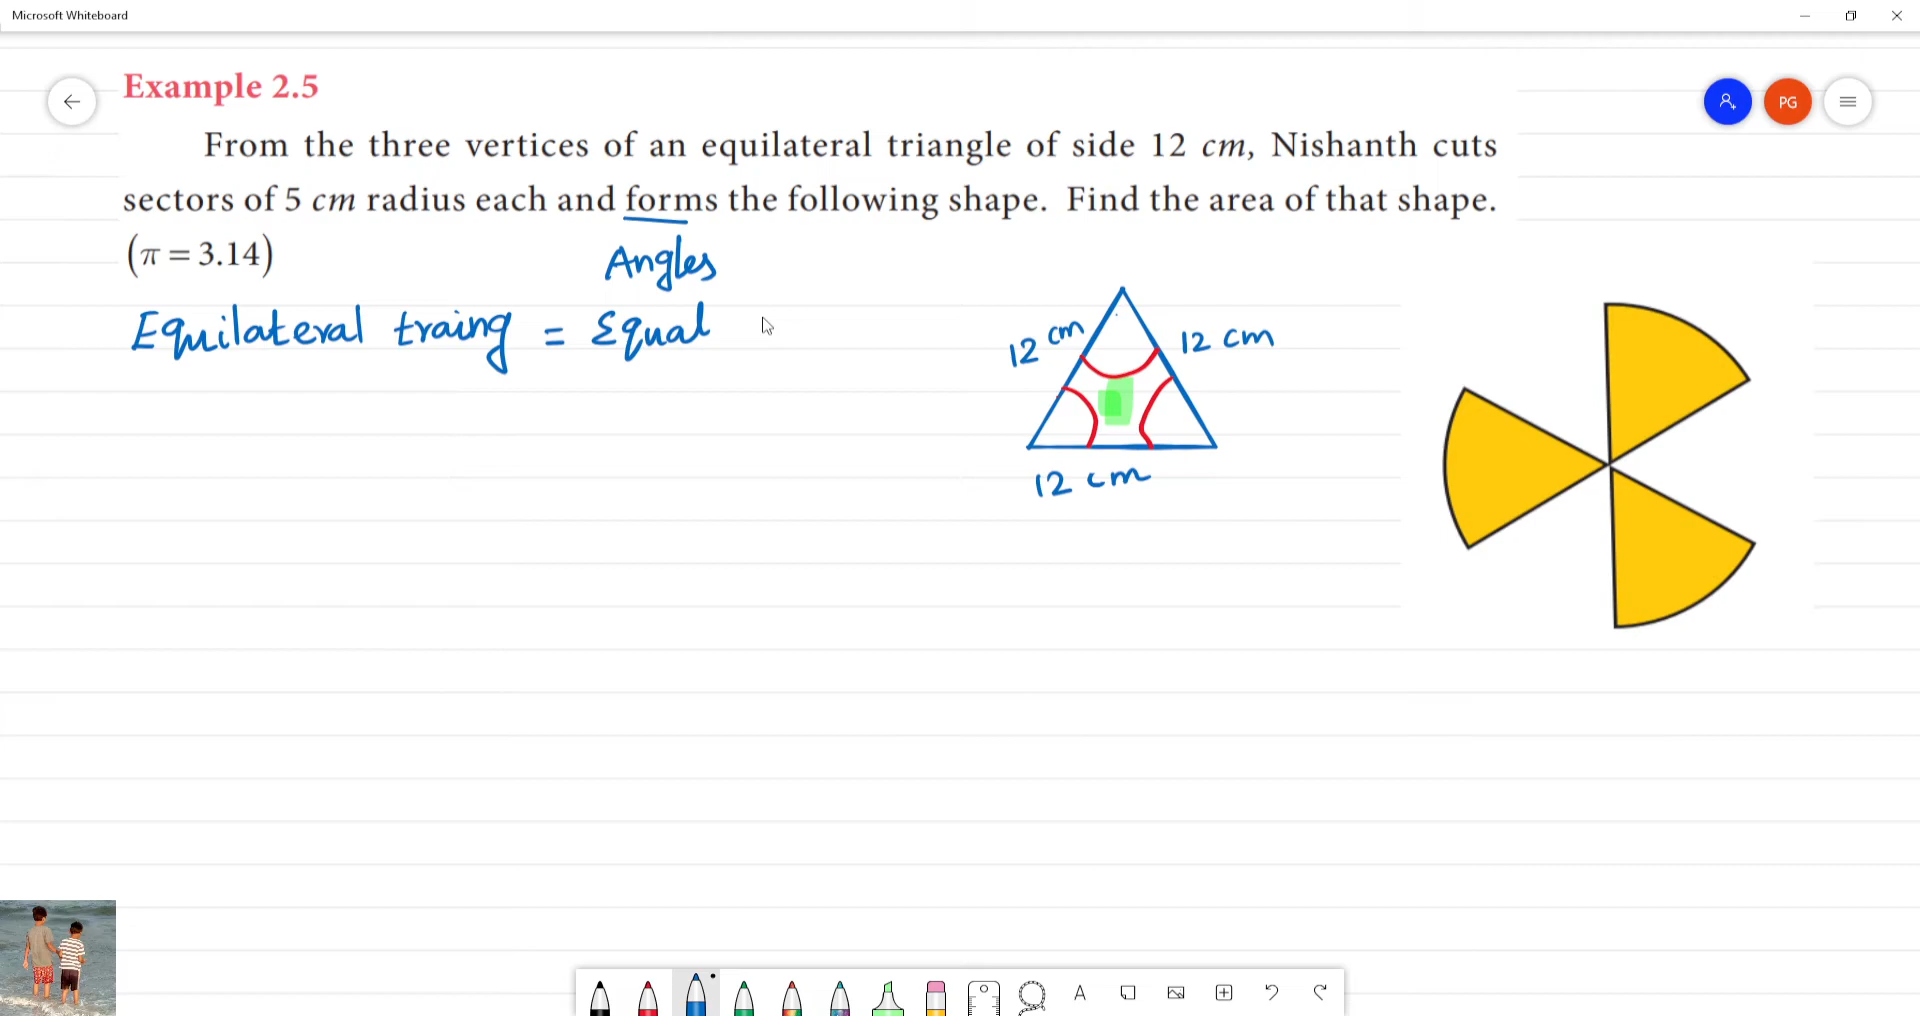 Microsoft Whiteboard
Example 2.5
PG
From the three vertices of an equilateral triangle of side 12 cm, Nishanth cuts
sectors of 5 cm radius each and forms the following shape. Find the area of that shape.
(π = 3.14)
Angles
Equilateral traing = Equal
12 cm
12 cm
12 cm
A